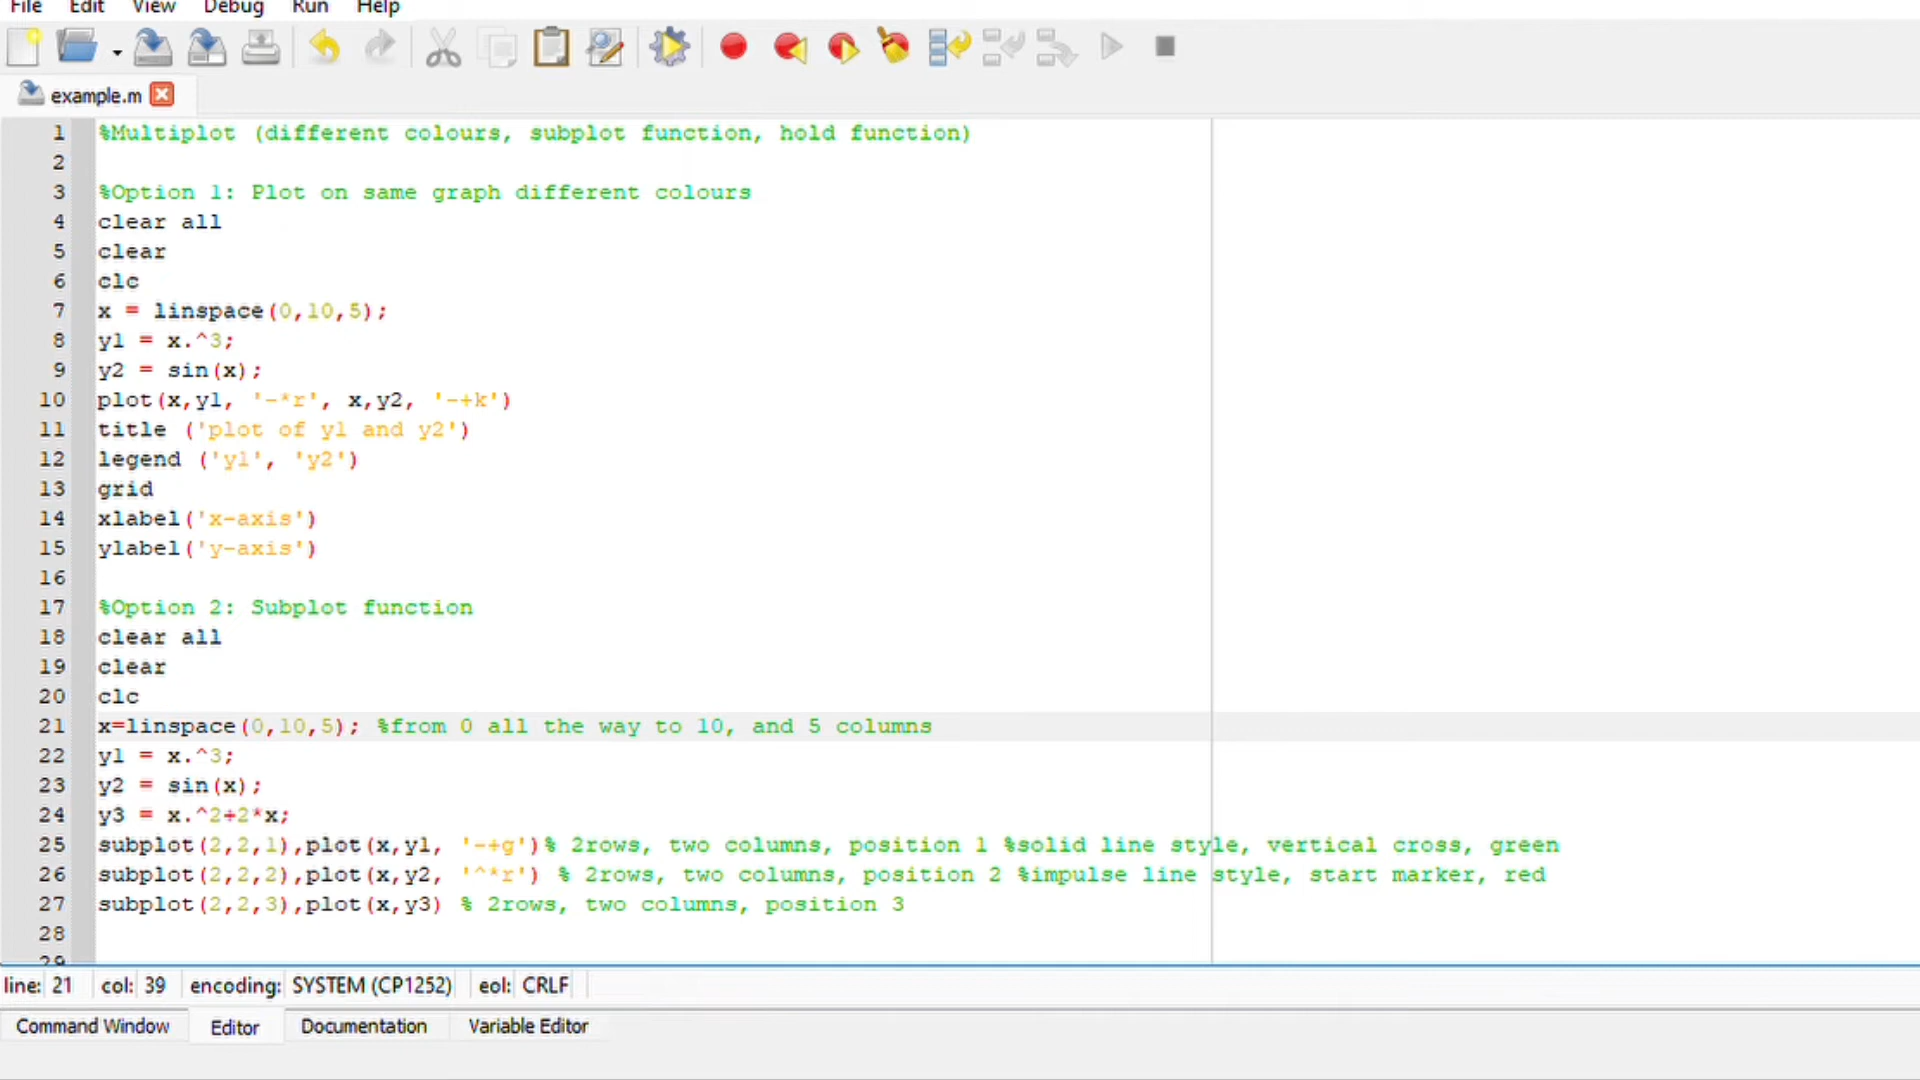 File Edit View Debug Run Help
example.m
1 %Multiplot (different colours, subplot function, hold function)
2
3 %Option 1: Plot on same graph different colours
4 clear all
5 clear
6 clc
7 x = linspace(0,10,5);
8 y1 = x.^3;
9 y2 = sin(x);
10 plot(x,y1, '-*r', x,y2, '-+k')
11 title ('plot of y1 and y2')
12 legend ('y1', 'y2')
13 grid
14 xlabel('x-axis')
15 ylabel('y-axis')
16
17 %Option 2: Subplot function
18 clear all
19 clear
20 clc
21 x=linspace(0,10,5); %from 0 all the way to 10, and 5 columns
22 y1 = x.^3;
23 y2 = sin(x);
24 y3 = x.^2+2*x;
25 subplot(2,2,1),plot(x,y1, '-+g')% 2rows, two columns, position 1 %solid line style, vertical cross, green
26 subplot(2,2,2),plot(x,y2, '^*r') % 2rows, two columns, position 2 %impulse line style, start marker, red
27 subplot(2,2,3),plot(x,y3) % 2rows, two columns, position 3
28
29
line: 21 col: 39 encoding: SYSTEM (CP1252) eol: CRLF
Command Window Editor Documentation Variable Editor